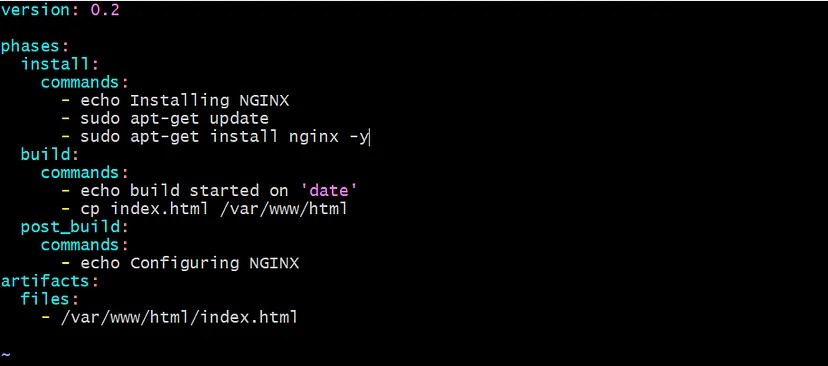 version: 0.2
phases:
  install:
    commands:
      - echo Installing NGINX
      - sudo apt-get update
      - sudo apt-get install nginx -y
  build:
    commands:
      - echo build started on 'date'
      - cp index.html /var/www/html
  post_build:
    commands:
      - echo Configuring NGINX
artifacts:
  files:
    - /var/www/html/index.html
~